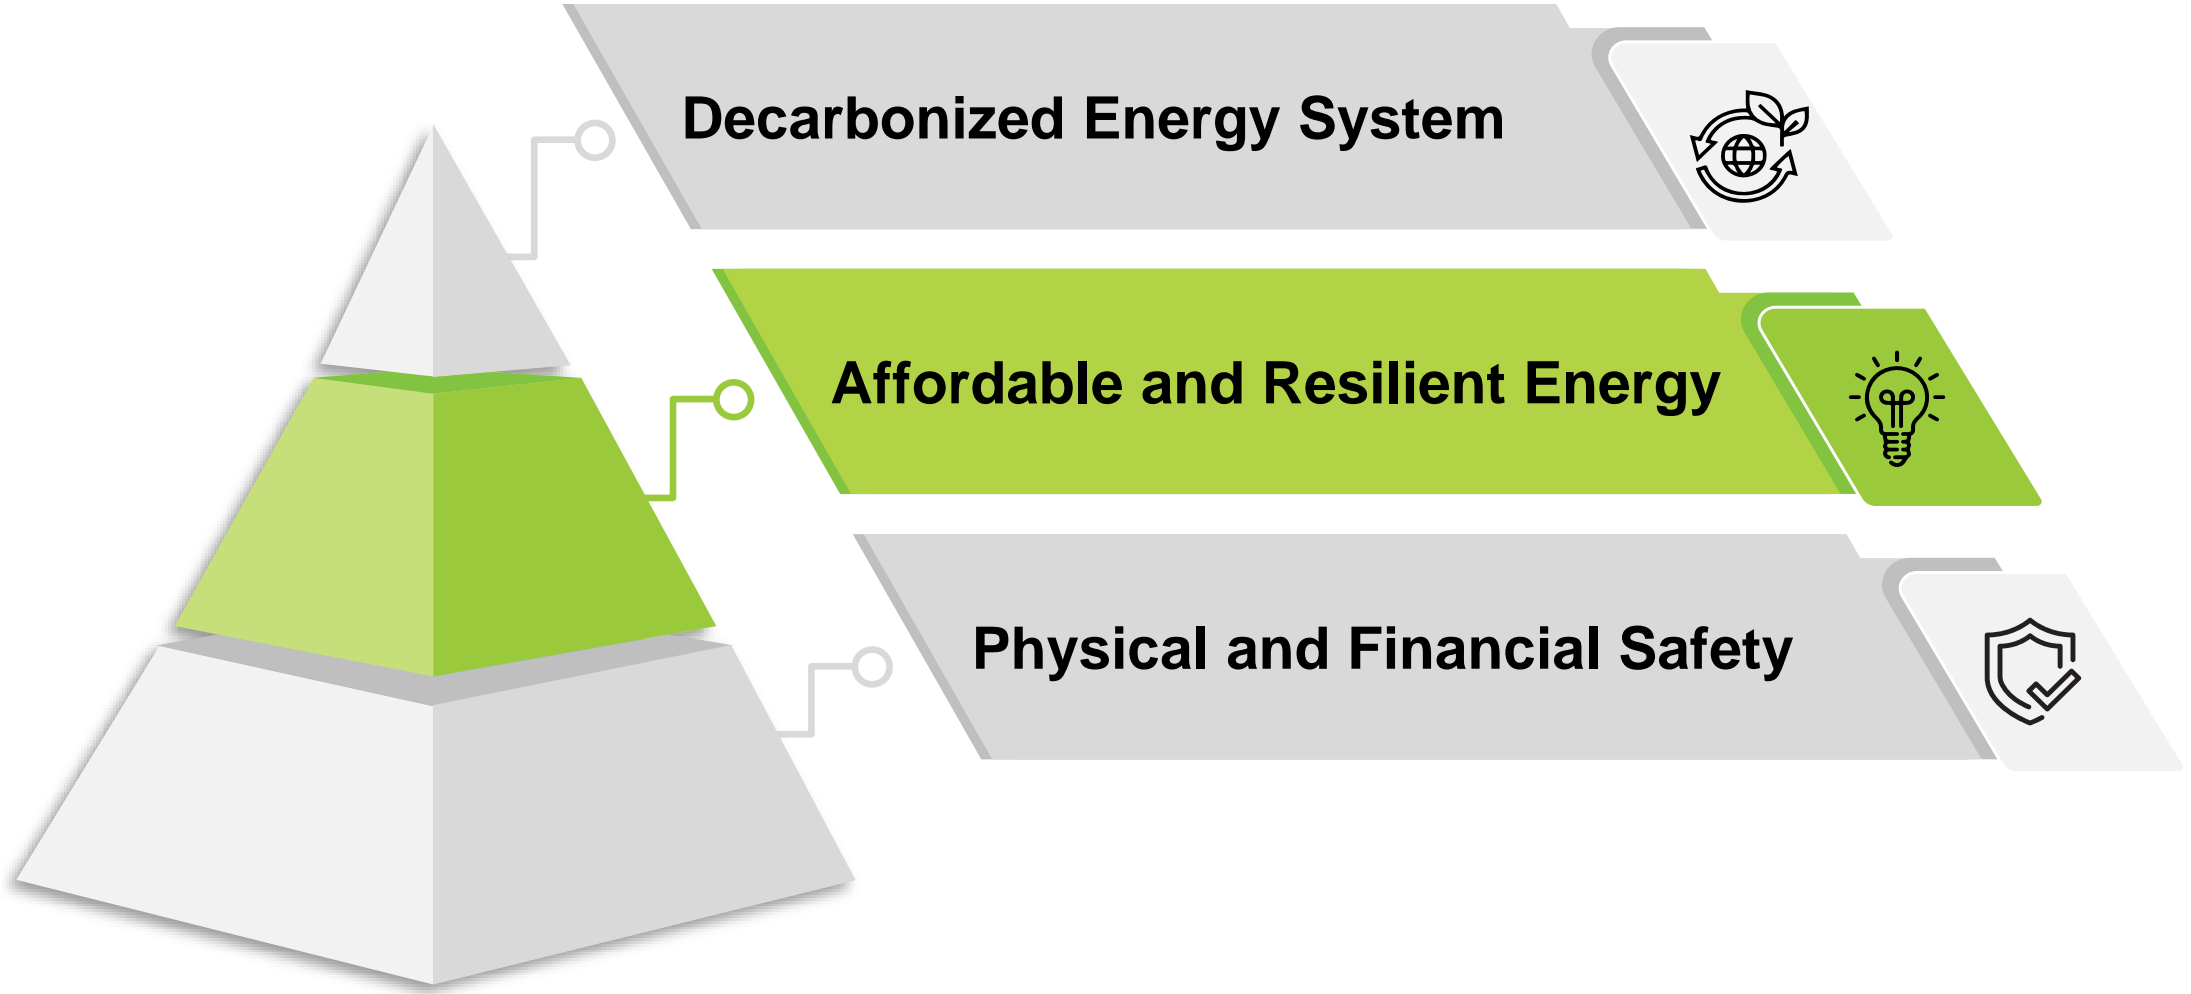 Decarbonized Energy System
Affordable and Resilient Energy
Physical and Financial Safety